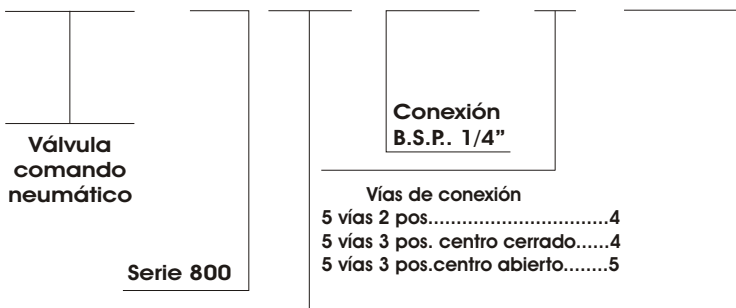 Conexión
B.S.P.. 1/4”
Válvula
comando
neumático
Vías de conexión
5 vías 2 pos................................4
5 vías 3 pos. centro cerrado......4
5 vías 3 pos.centro abierto........5
Serie 800